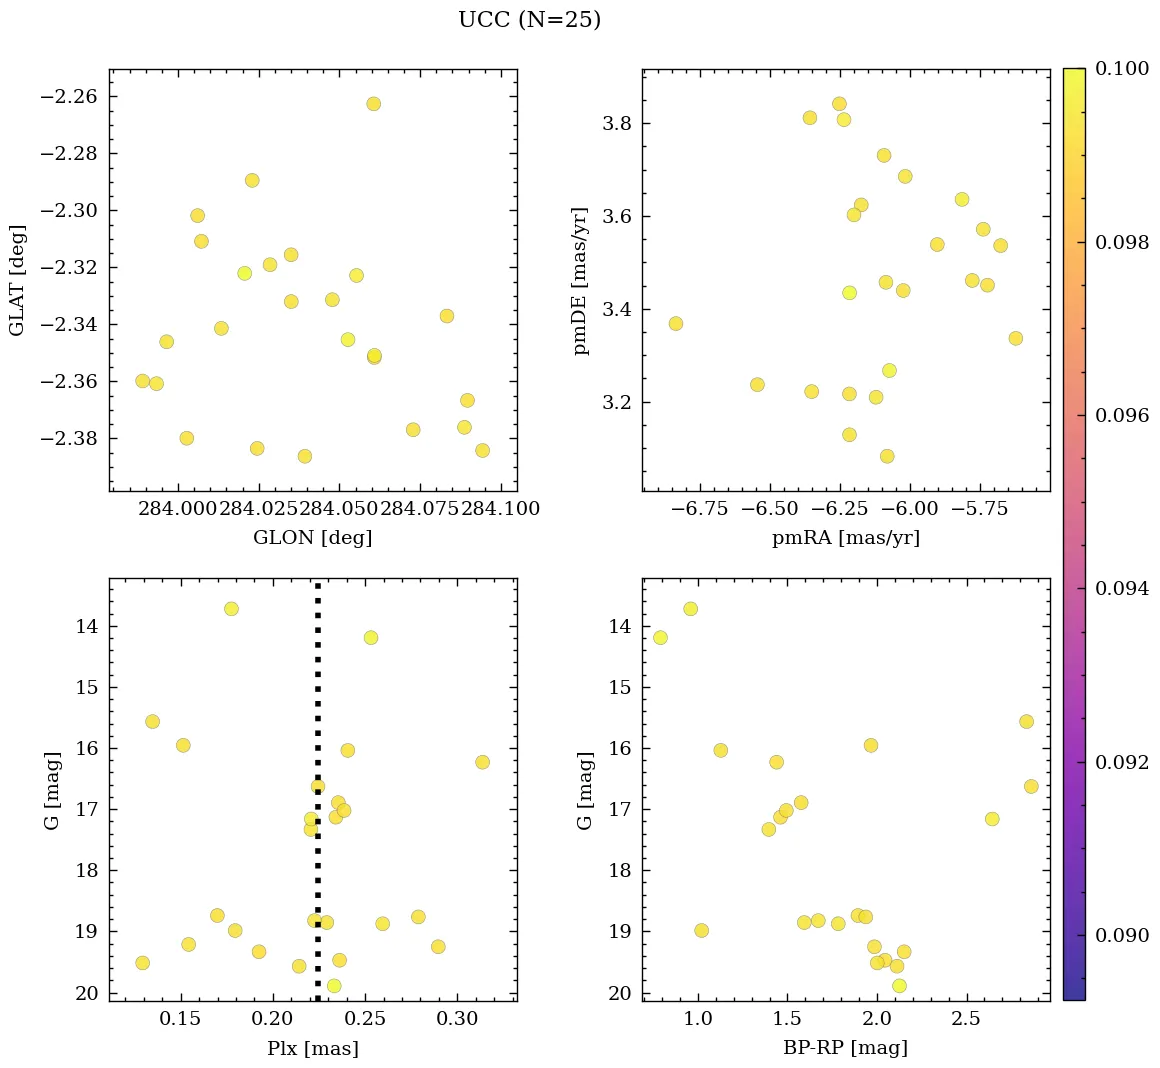 UCC (N=25)
−2.26
−2.28
−2.30
−2.32
−2.34
−2.36
−2.38
GLAT [deg]
284.000 284.025 284.050 284.075 284.100
GLON [deg]
3.8
3.6
3.4
3.2
pmDE [mas/yr]
−6.75 −6.50 −6.25 −6.00 −5.75
pmRA [mas/yr]
0.100
0.098
0.096
0.094
0.092
0.090
14
15
16
17
18
19
20
G [mag]
0.15 0.20 0.25 0.30
Plx [mas]
14
15
16
17
18
19
20
G [mag]
1.0 1.5 2.0 2.5
BP-RP [mag]